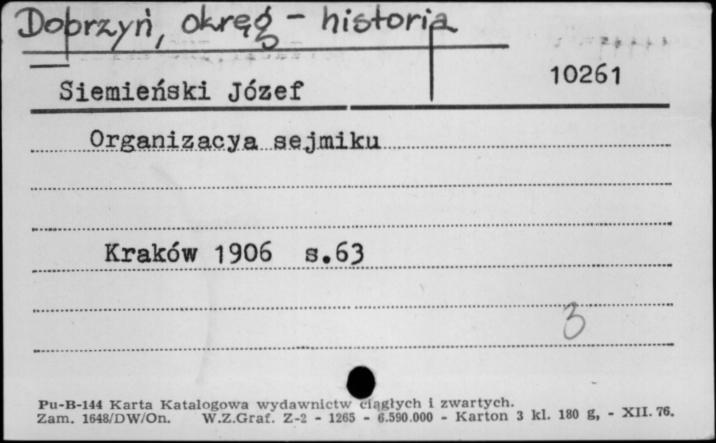 Dobrzyń, okręg - historia
10261
Siemieński Józef
Organizacya sejmiku
Kraków 1906 s.63
3
Pu-B-144 Karta Katalogowa wydawnictw ciągłych i zwartych.
Zam. 1648/DW/On. W.Z.Graf. Z-2 - 1265 - 6.590.000 - Karton 3 kl. 180 g, - XII. 76.